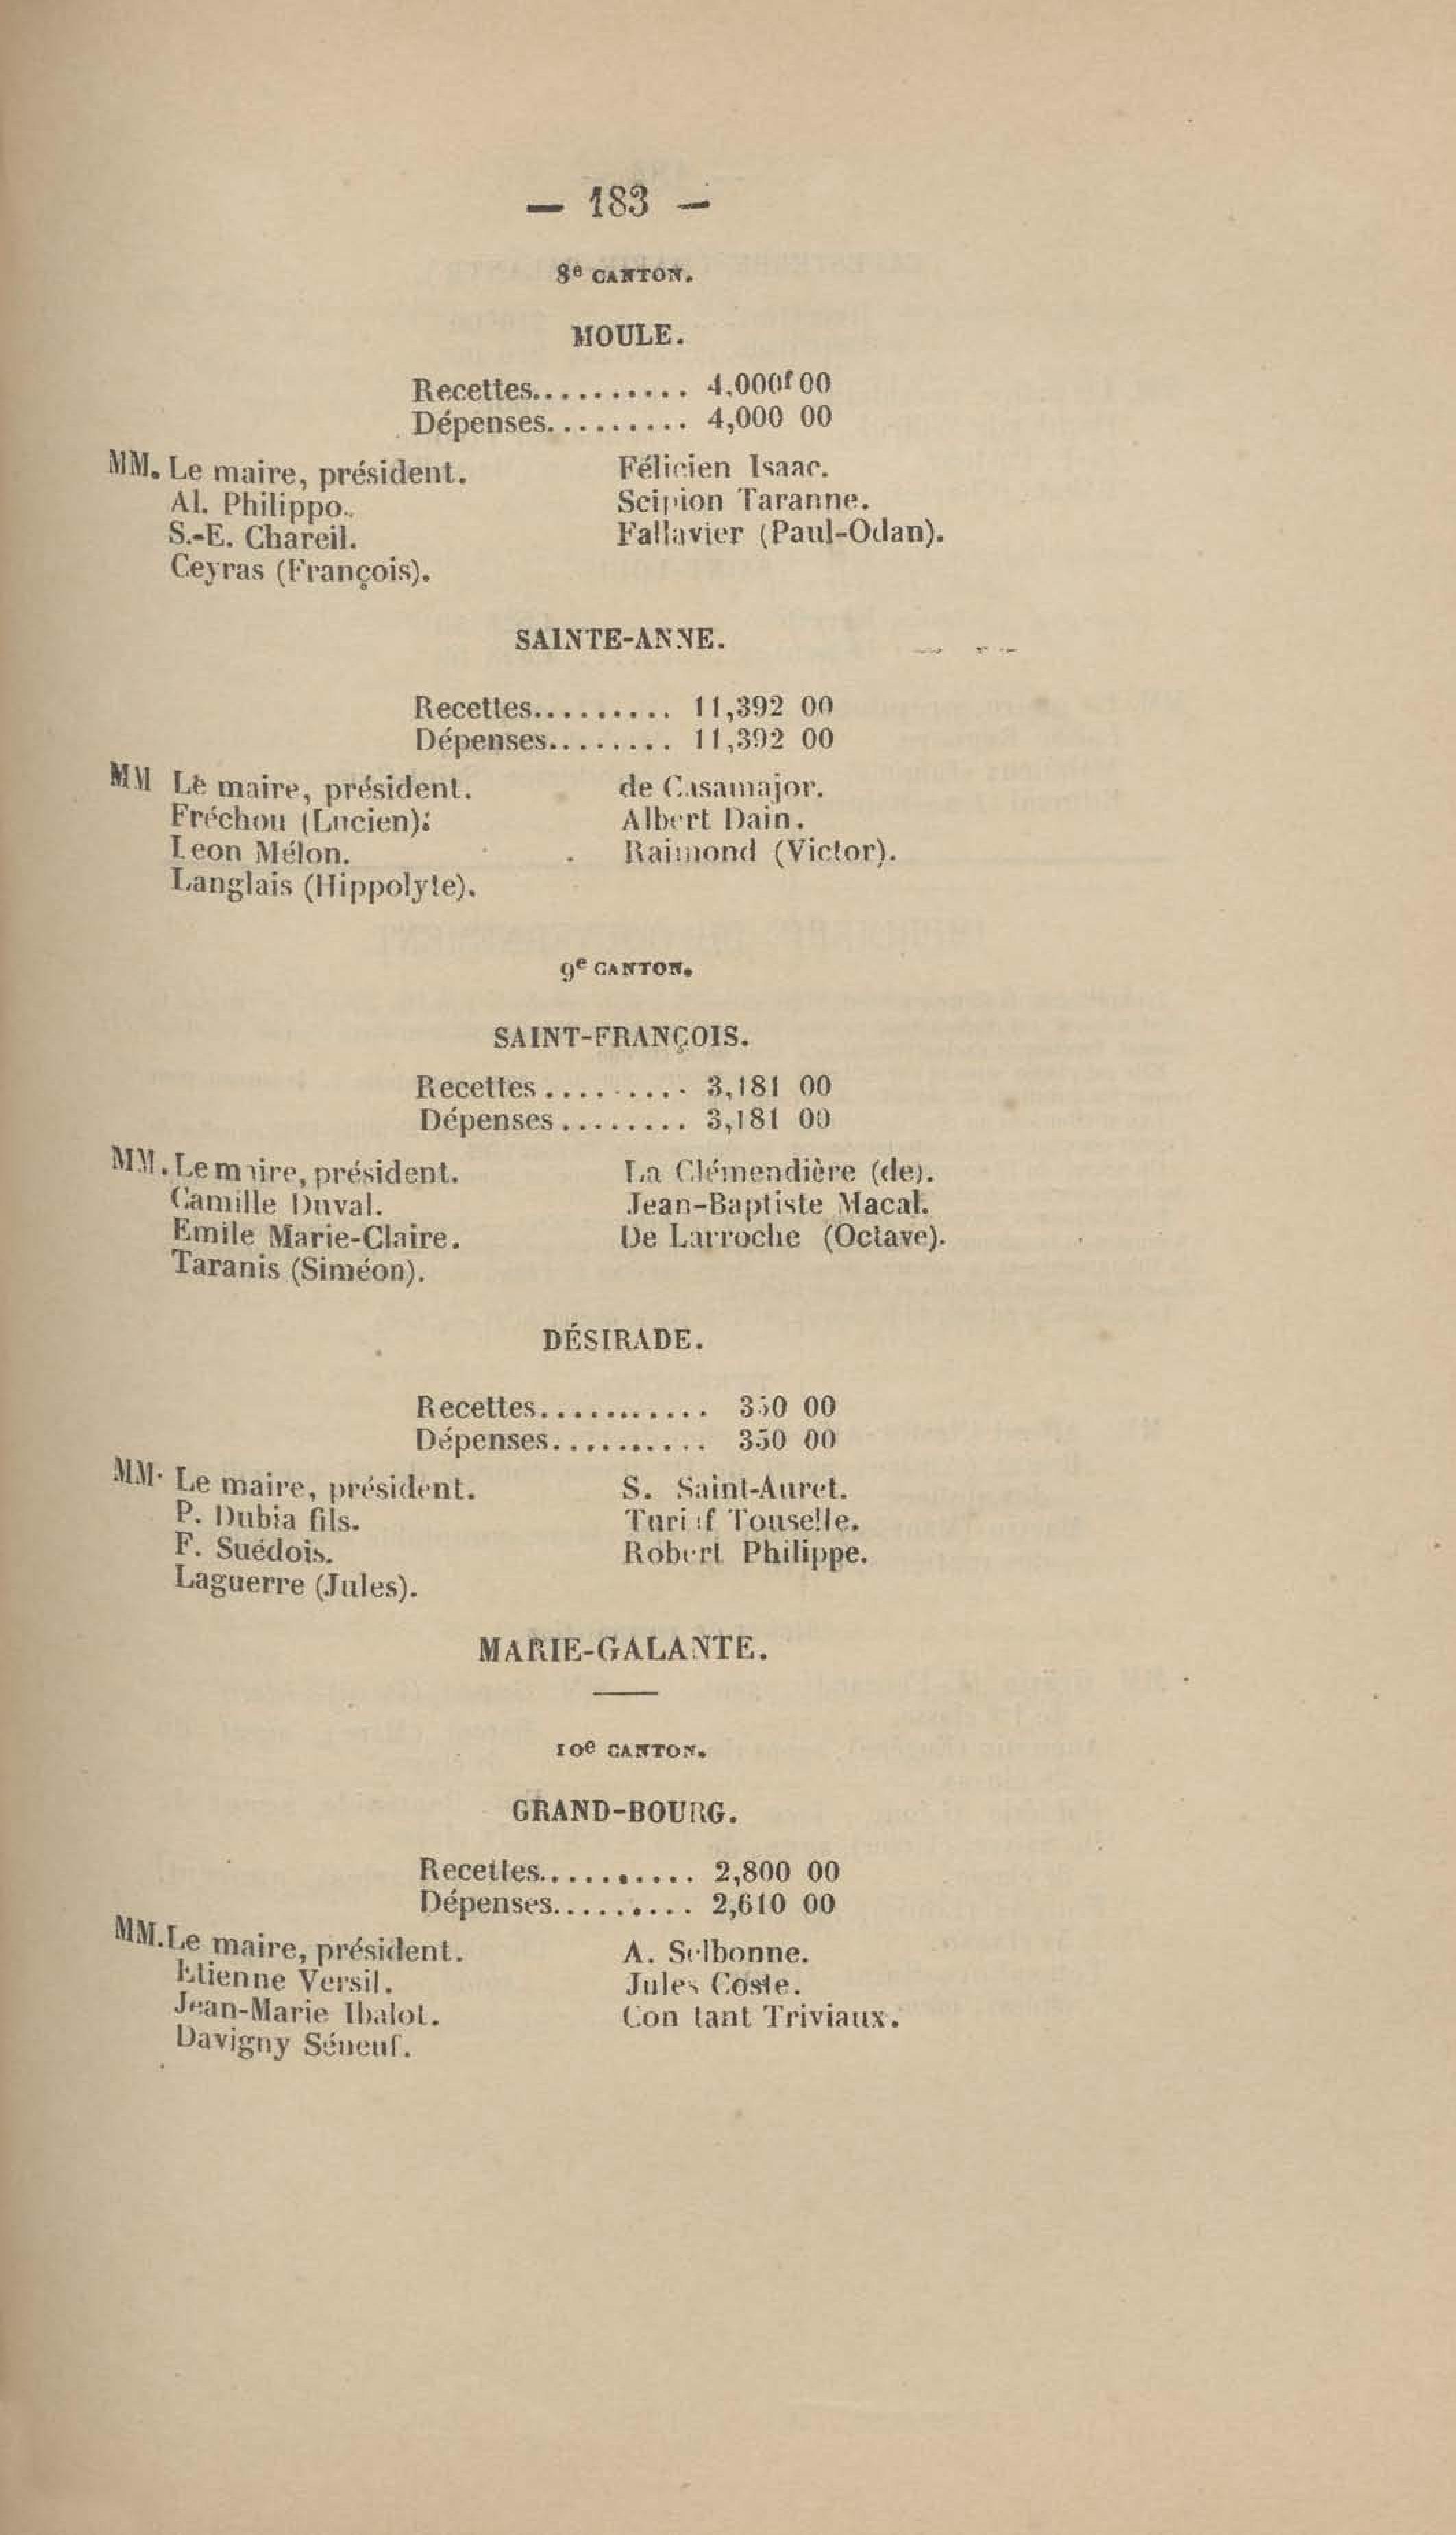 — 183 —
8e CANTON.
MOULE.
Recettes........... 4,000f 00
Dépenses.......... 4,000 00
MM. Le maire, président.
Al. Philippo.
S.-E. Chareil.
Ceyras (François).
Félicien Isaac.
Scipion Taranne.
Fallavier (Paul-Odan).
SAINTE-ANNE.
Recettes.......... 11,392 00
Dépenses......... 11,392 00
MM Le maire, président.
Fréchou (Lucien).
Leon Mélon.
Langlais (Hippolyte).
de Casamajor.
Albert Dain.
Raimond (Victor).
9e CANTON.
SAINT-FRANÇOIS.
Recettes .......... 3,181 00
Dépenses ......... 3,181 00
MM. Le maire, président.
Camille Duval.
Emile Marie-Claire.
Taranis (Siméon).
La Clémendière (de).
Jean-Baptiste Macal.
De Larroche (Octave).
DÉSIRADE.
Recettes............ 350 00
Dépenses........... 350 00
MM. Le maire, président.
P. Dubia fils.
F. Suédois.
Laguerre (Jules).
S. Saint-Auret.
Touselle.
Robert Philippe.
MARIE-GALANTE.
10e CANTON.
GRAND-BOURG.
Recettes........... 2,800 00
Dépenses.......... 2,610 00
MM. Le maire, président.
Etienne Versil.
Jean-Marie Ibalot.
Davigny Séneuf.
A. Selbonne.
Jules Coste.
Con tant Triviaux.